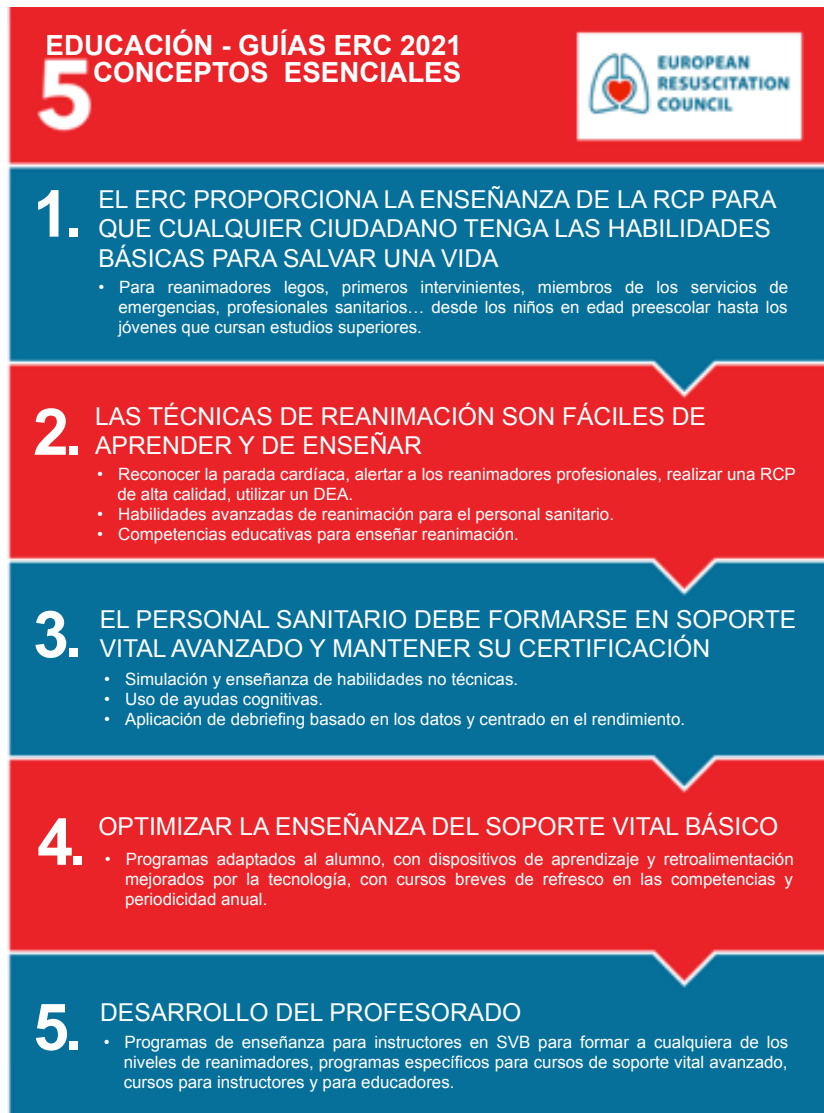 EDUCACIÓN - GUÍAS ERC 2021
5 CONCEPTOS ESENCIALES
EUROPEAN
RESUSCITATION
COUNCIL
1. EL ERC PROPORCIONA LA ENSEÑANZA DE LA RCP PARA
QUE CUALQUIER CIUDADANO TENGA LAS HABILIDADES
BÁSICAS PARA SALVAR UNA VIDA
• Para reanimadores legos, primeros intervinientes, miembros de los servicios de
emergencias, profesionales sanitarios… desde los niños en edad preescolar hasta los
jóvenes que cursan estudios superiores.
2. LAS TÉCNICAS DE REANIMACIÓN SON FÁCILES DE
APRENDER Y DE ENSEÑAR
• Reconocer la parada cardíaca, alertar a los reanimadores profesionales, realizar una RCP
de alta calidad, utilizar un DEA.
• Habilidades avanzadas de reanimación para el personal sanitario.
• Competencias educativas para enseñar reanimación.
3. EL PERSONAL SANITARIO DEBE FORMARSE EN SOPORTE
VITAL AVANZADO Y MANTENER SU CERTIFICACIÓN
• Simulación y enseñanza de habilidades no técnicas.
• Uso de ayudas cognitivas.
• Aplicación de debriefing basado en los datos y centrado en el rendimiento.
4. OPTIMIZAR LA ENSEÑANZA DEL SOPORTE VITAL BÁSICO
• Programas adaptados al alumno, con dispositivos de aprendizaje y retroalimentación
mejorados por la tecnología, con cursos breves de refresco en las competencias y
periodicidad anual.
5. DESARROLLO DEL PROFESORADO
• Programas de enseñanza para instructores en SVB para formar a cualquiera de los
niveles de reanimadores, programas específicos para cursos de soporte vital avanzado,
cursos para instructores y para educadores.